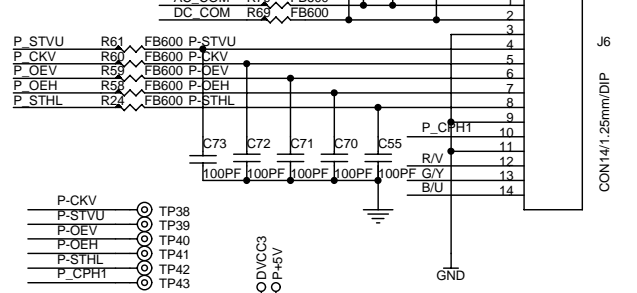 DC_COM R69 FB600 2
3
P_STVU R61 FB600 P-STVU 4
P_CKV R60 FB600 P-CKV 5
P_OEV R59 FB600 P-OEV 6
P_OEH R58 FB600 P-OEH 7
P_STHL R24 FB600 P-STHL 8
9
P_CPH1 10
11
R/V 12
G/Y 13
B/U 14
J6
CON14/1.25mm/DIP
C73 C72 C71 C70 C55
100PF 100PF 100PF 100PF 100PF
GND
P-CKV TP38
P-STVU TP39
P-OEV TP40
P-OEH TP41
P-STHL TP42
P_CPH1 TP43
DVCC3
P+5V